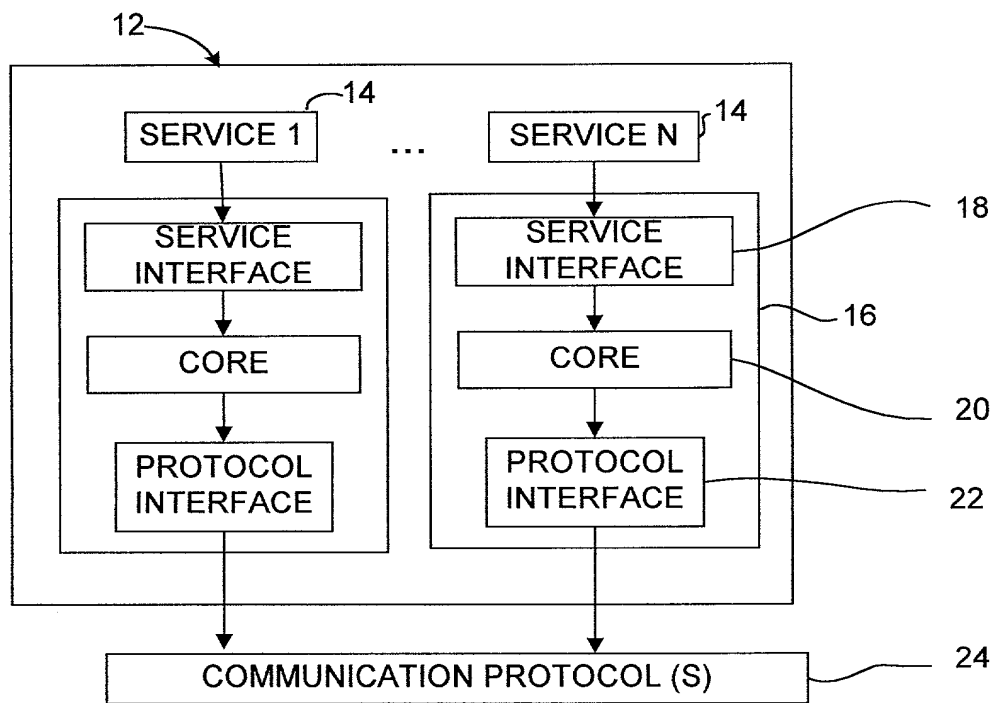 12
14
14
SERVICE 1
...
SERVICE N
SERVICE
INTERFACE
SERVICE
INTERFACE
18
16
CORE
CORE
20
PROTOCOL
INTERFACE
PROTOCOL
INTERFACE
22
COMMUNICATION PROTOCOL (S)
24